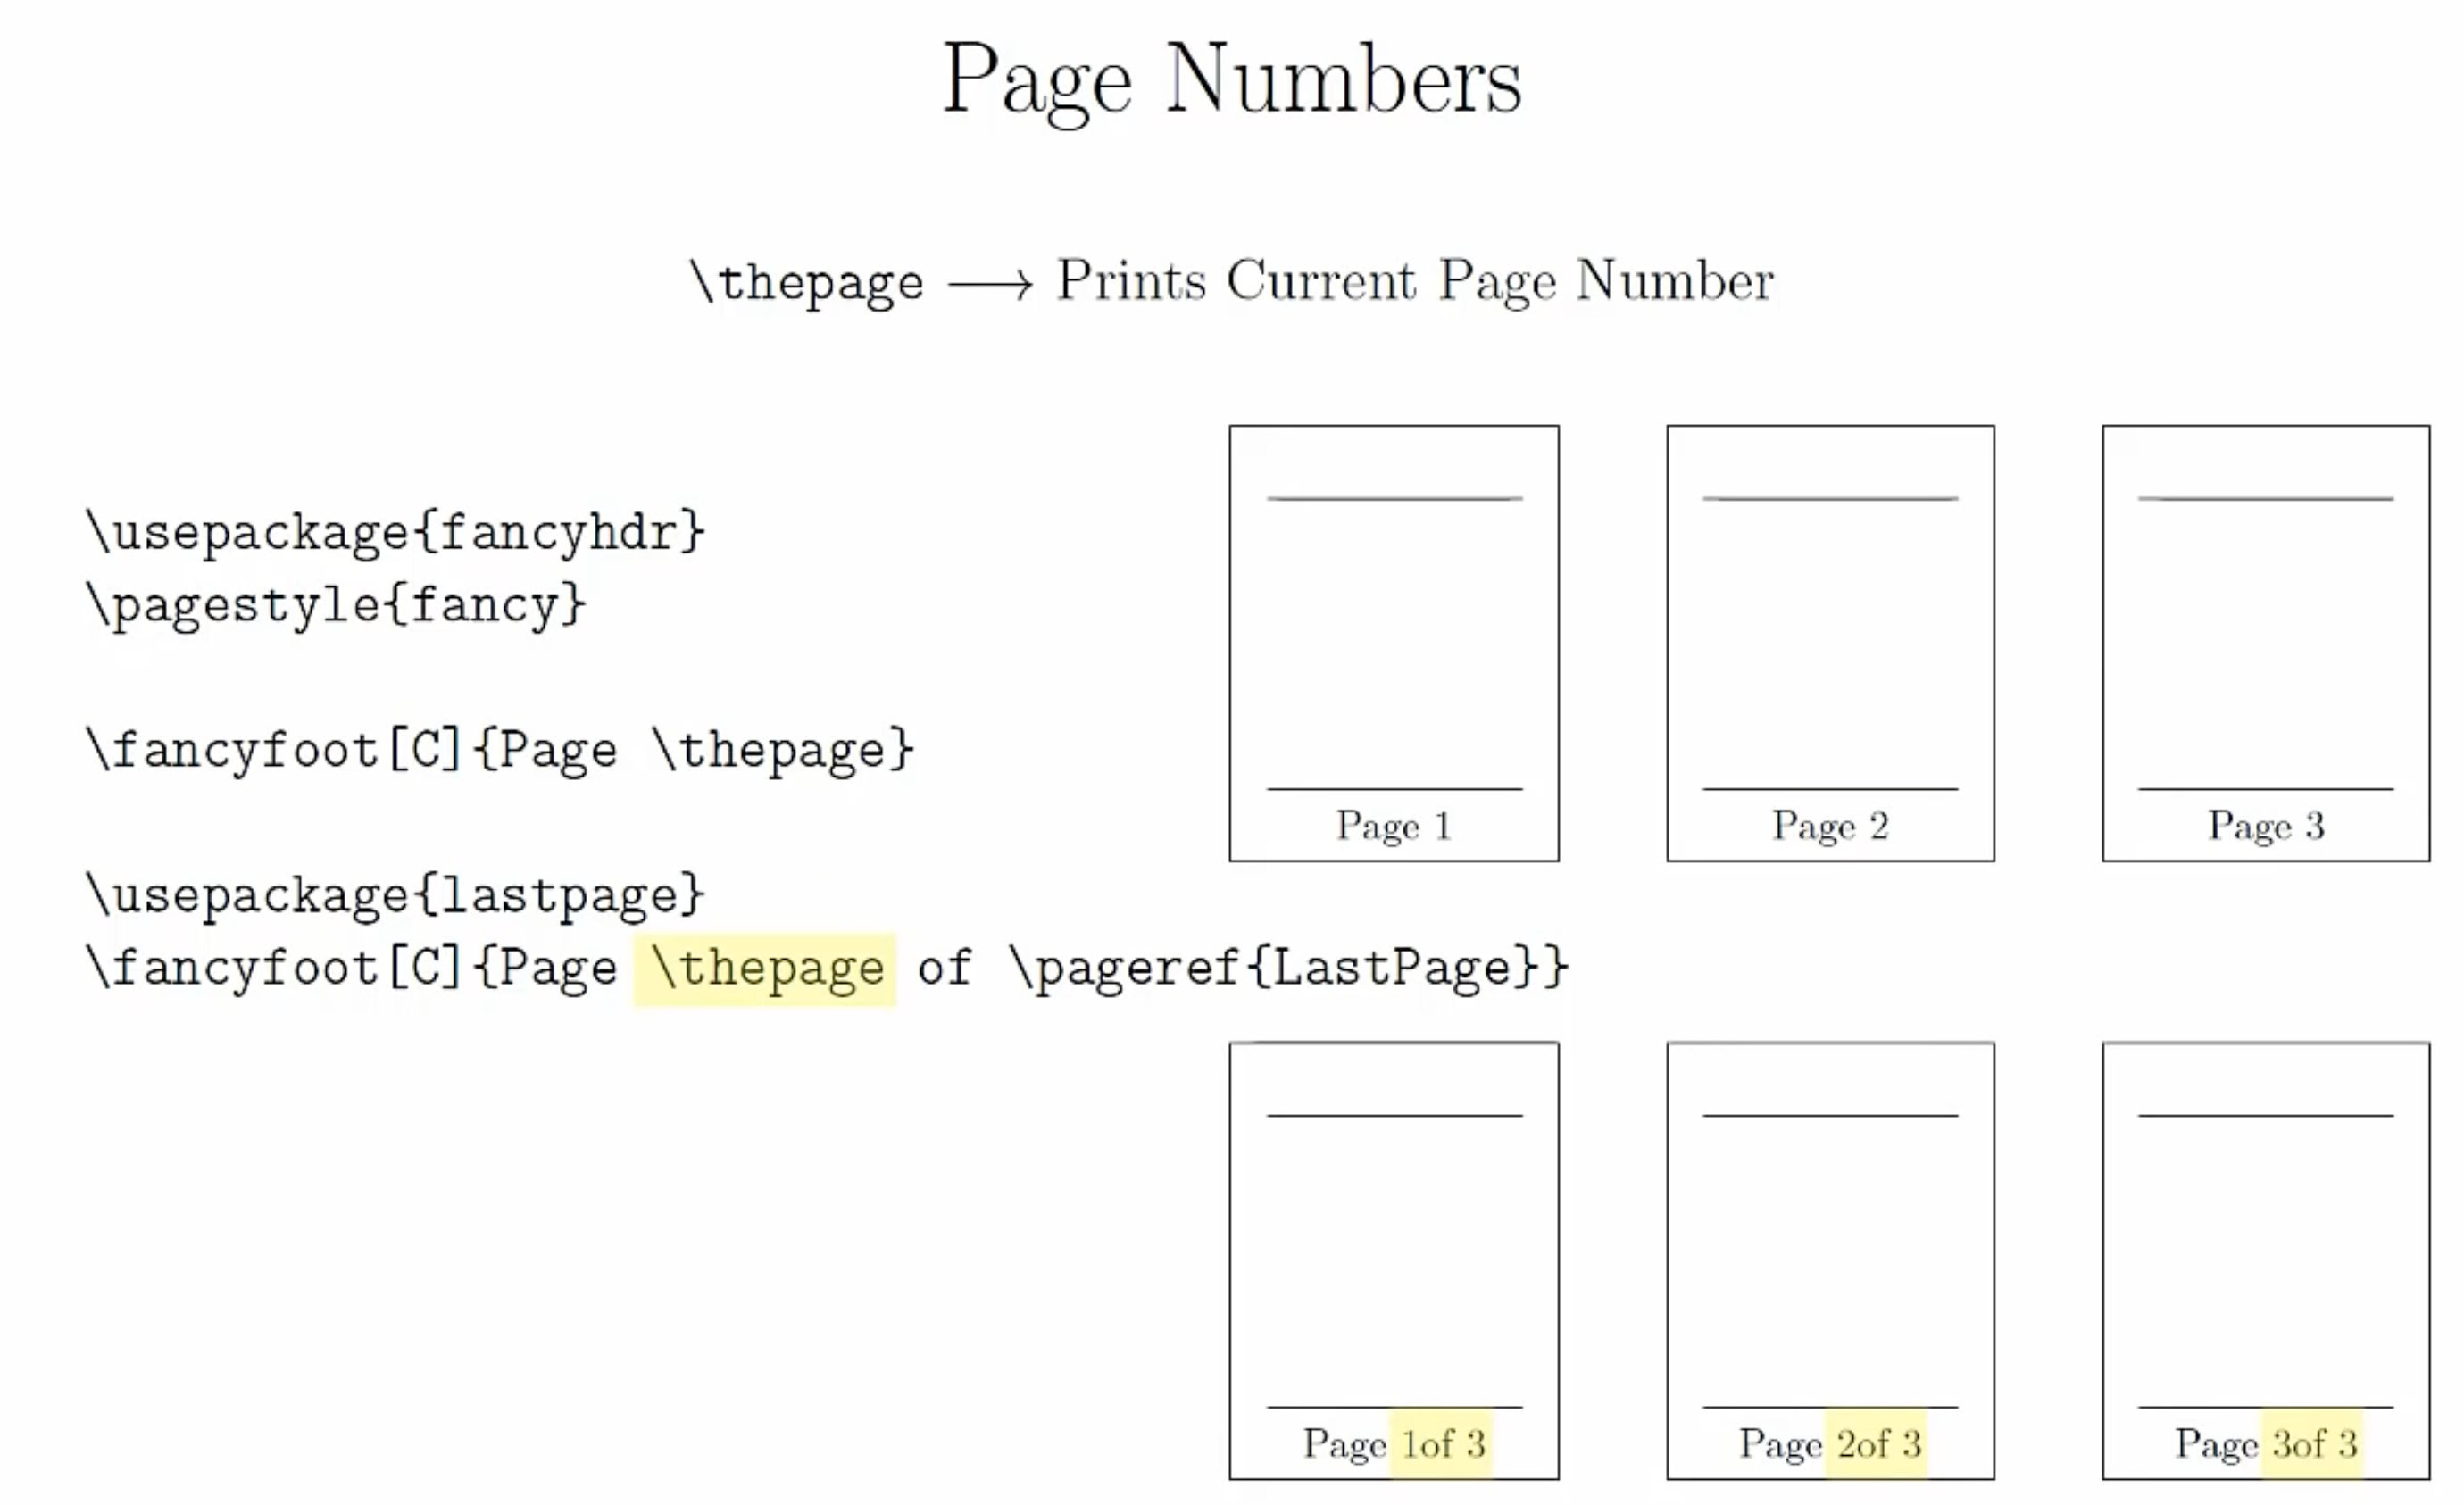 Page Numbers
\thepage ⟶ Prints Current Page Number
\usepackage{fancyhdr}
\pagestyle{fancy}
\fancyfoot[C]{Page \thepage}
Page 1
Page 2
Page 3
\usepackage{lastpage}
\fancyfoot[C]{Page \thepage of \pageref{LastPage}}
Page 1of 3
Page 2of 3
Page 3of 3